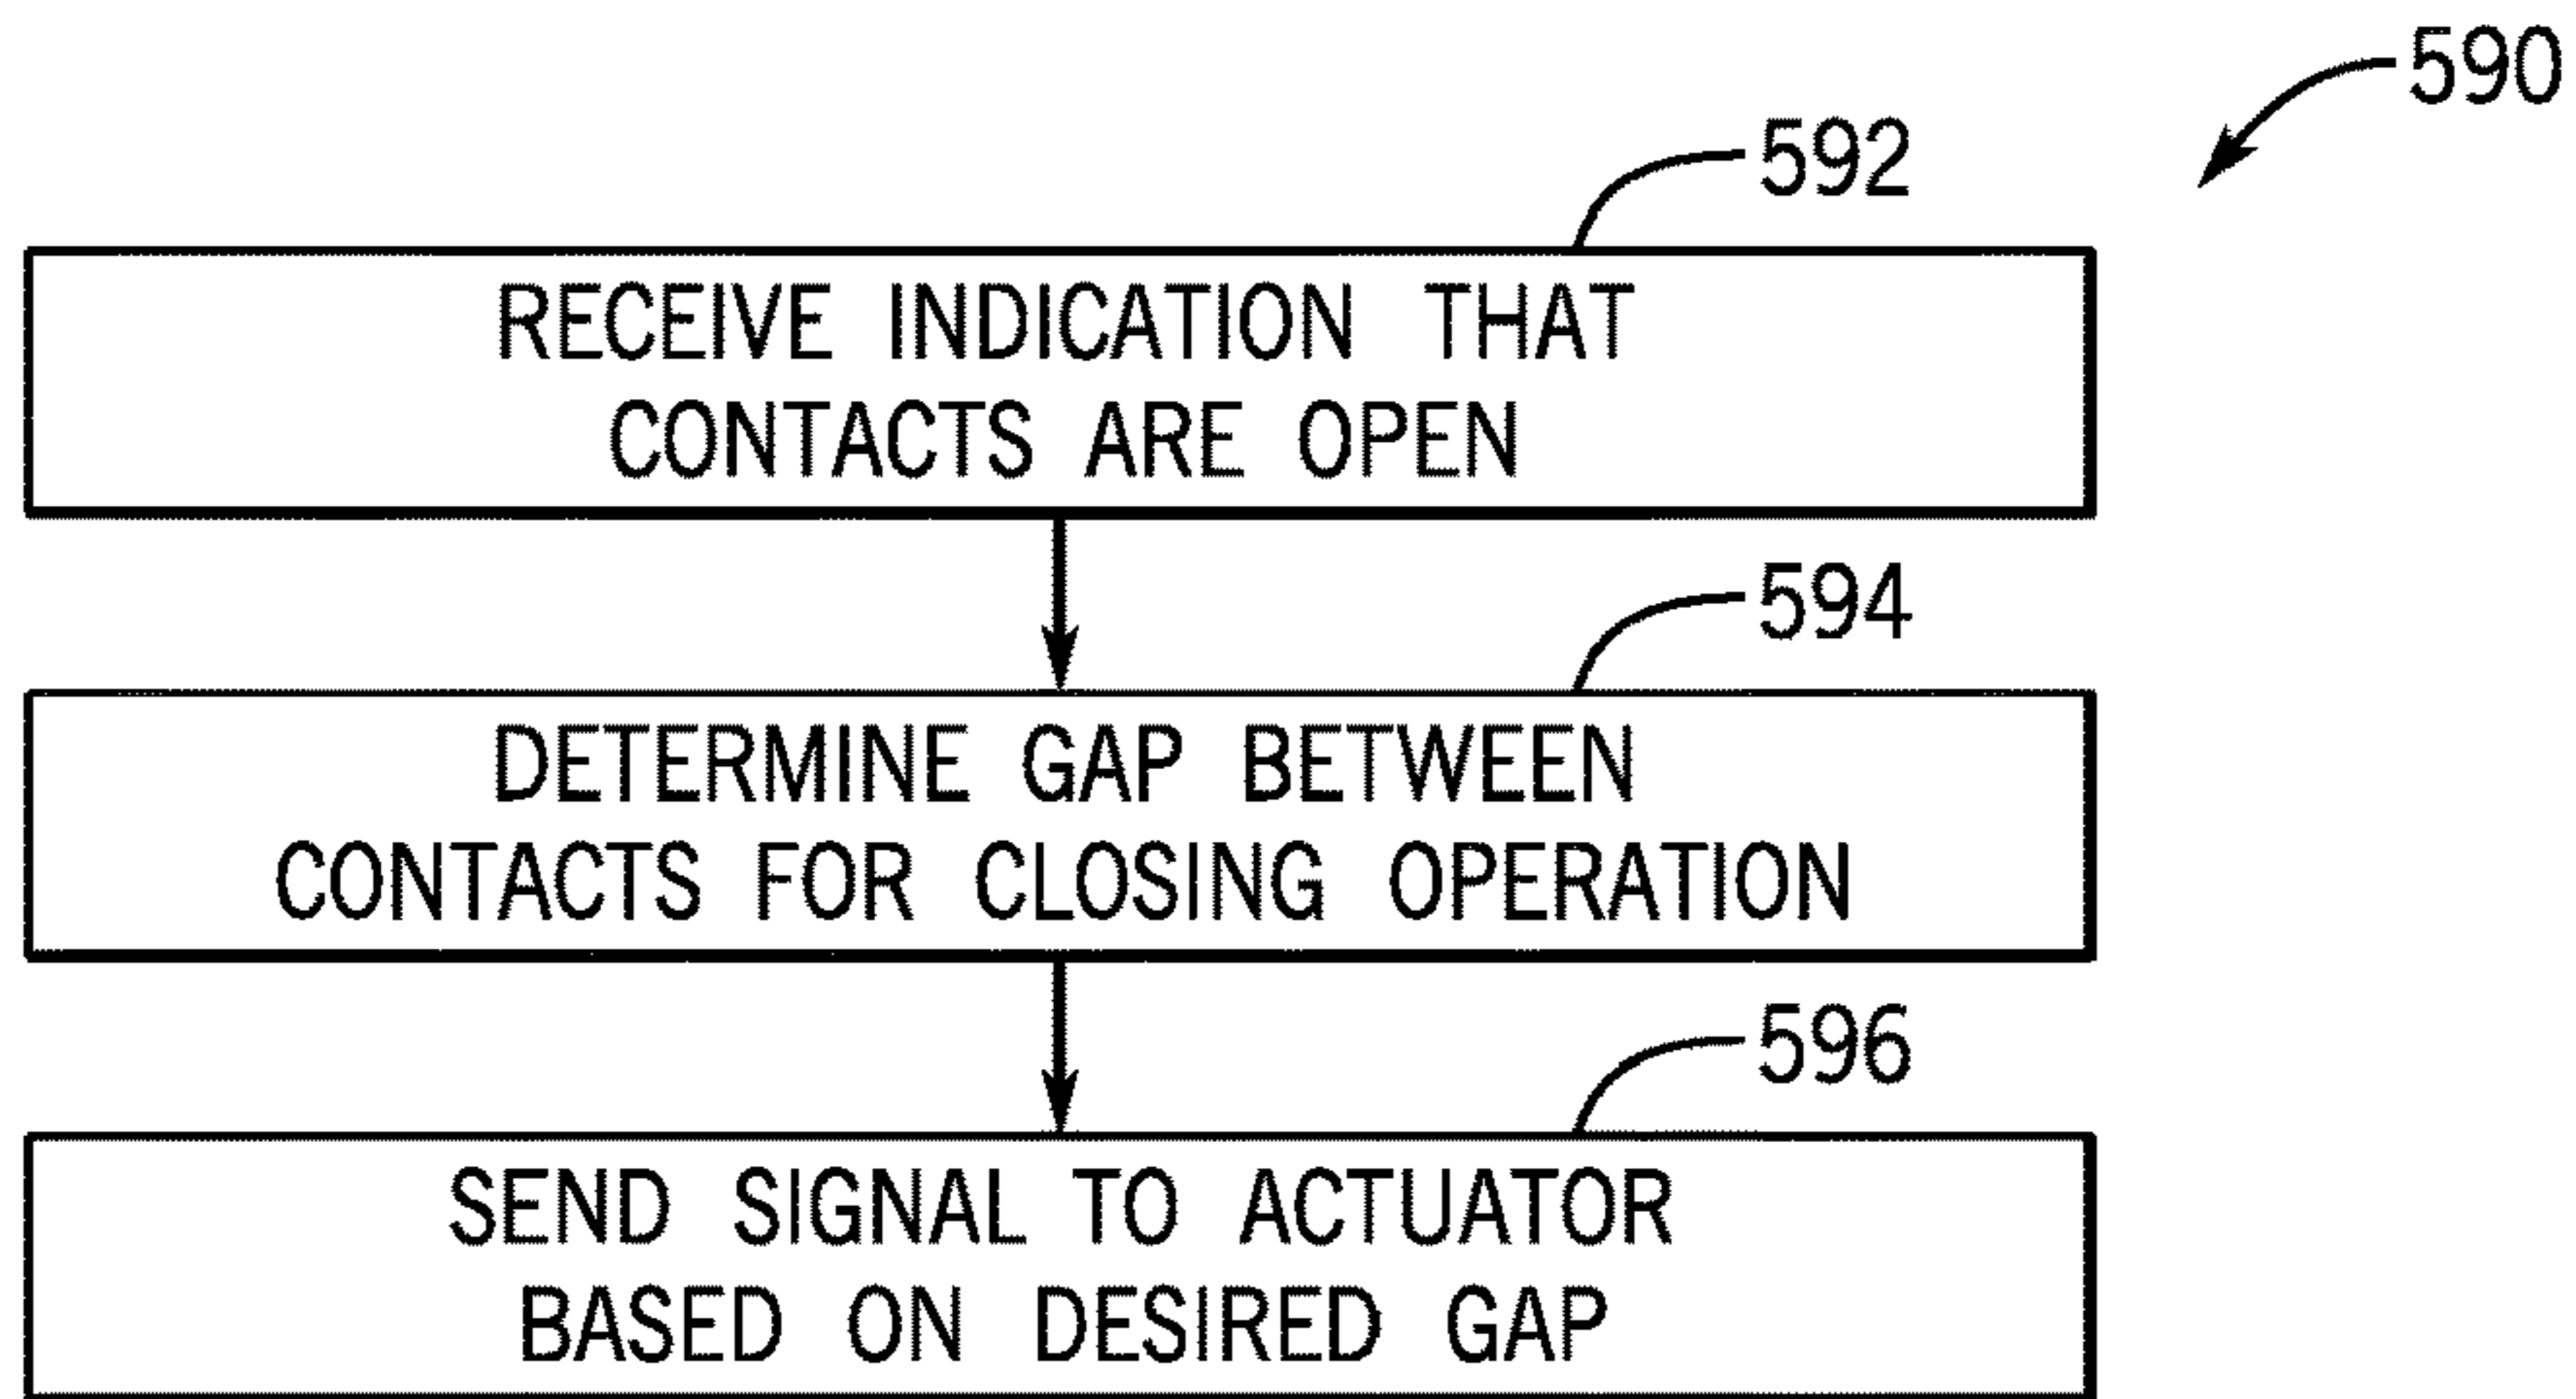 590
592
RECEIVE INDICATION THAT
CONTACTS ARE OPEN
594
DETERMINE GAP BETWEEN
CONTACTS FOR CLOSING OPERATION
596
SEND SIGNAL TO ACTUATOR
BASED ON DESIRED GAP